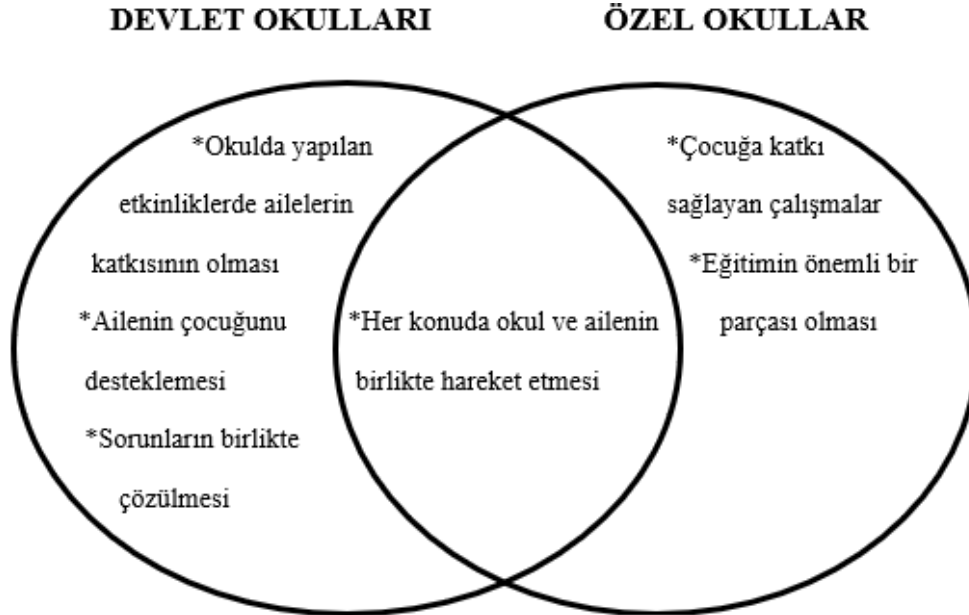 DEVLET OKULLARI
ÖZEL OKULLAR
*Okulda yapılan
etkinliklerde ailelerin
katkısının olması
*Ailenin çocuğunu
desteklemesi
*Sorunların birlikte
çözülmesi
*Her konuda okul ve ailenin
birlikte hareket etmesi
*Çocuğa katkı
sağlayan çalışmalar
*Eğitimin önemli bir
parçası olması